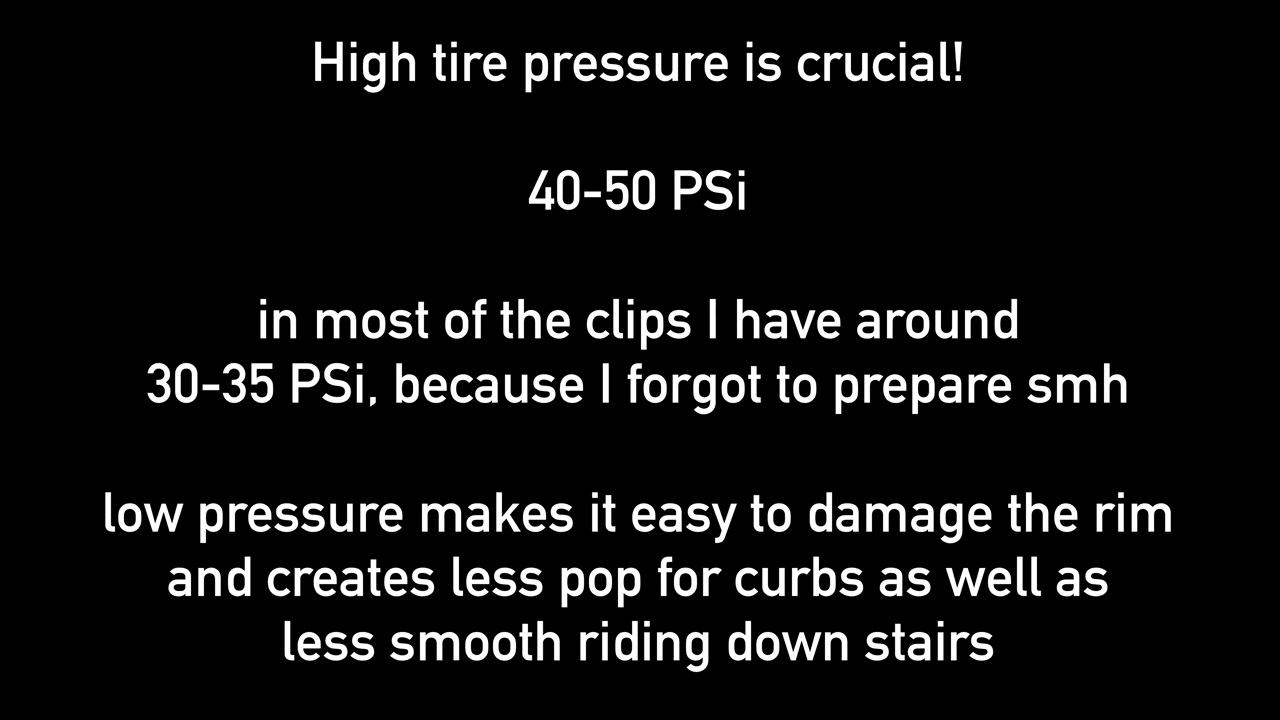 High tire pressure is crucial!
40-50 PSi
in most of the clips I have around
30-35 PSi, because I forgot to prepare smh
low pressure makes it easy to damage the rim
and creates less pop for curbs as well as
less smooth riding down stairs